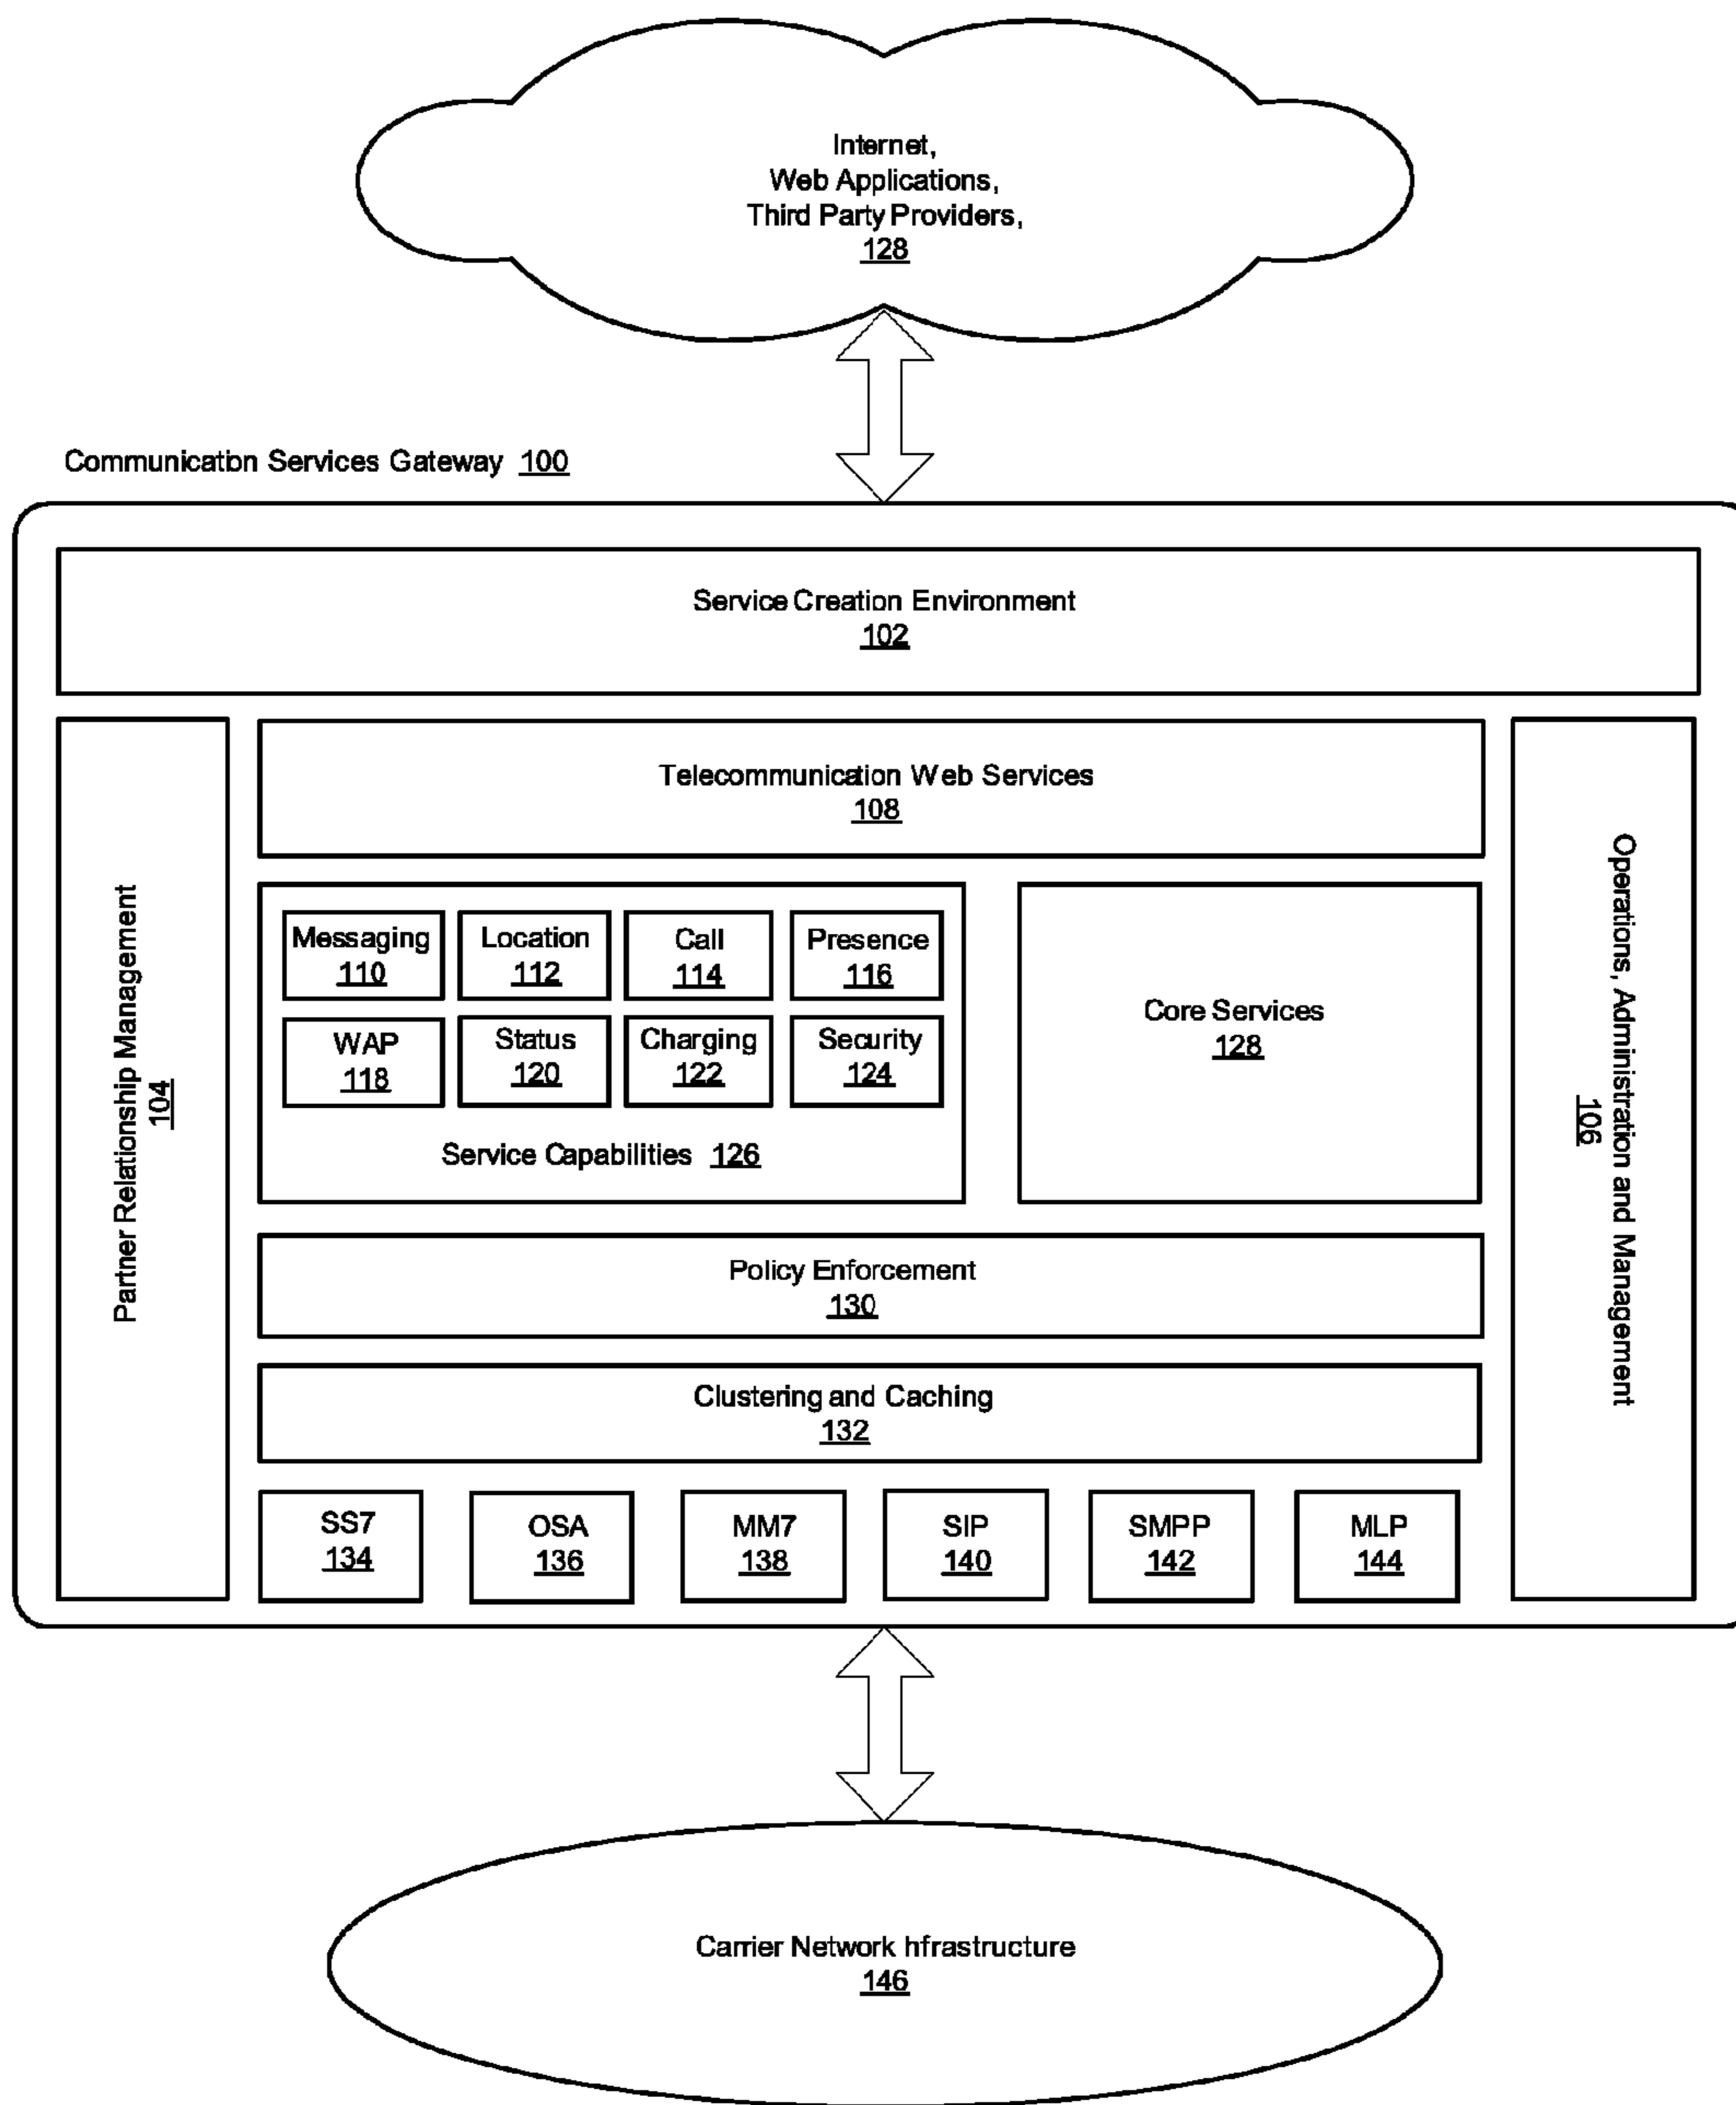 Internet,
Web Applications,
Third Party Providers,
128
Communication Services Gateway 100
Service Creation Environment
102
Partner Relationship Management
104
Telecommunication Web Services
108
Messaging
110
Location
112
Call
114
Presence
116
WAP
118
Status
120
Charging
122
Security
124
Service Capabilities 126
Core Services
128
Operations, Administration and Management
106
Policy Enforcement
130
Clustering and Caching
132
SS7
134
OSA
136
MM7
138
SIP
140
SMPP
142
MLP
144
Carrier Network Infrastructure
146